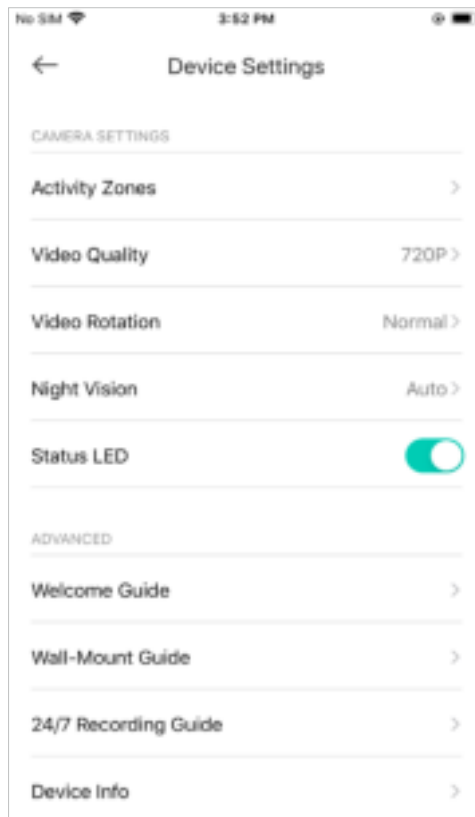 No SIM 3:52 PM
Device Settings
CAMERA SETTINGS
Activity Zones
Video Quality 720P
Video Rotation Normal
Night Vision Auto
Status LED
ADVANCED
Welcome Guide
Wall-Mount Guide
24/7 Recording Guide
Device Info